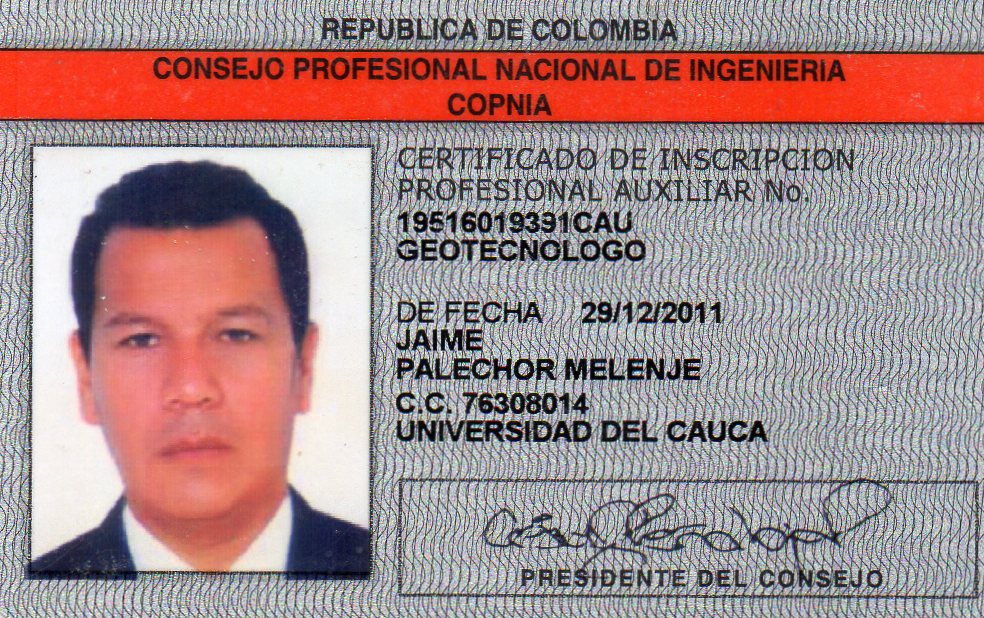 REPUBLICA DE COLOMBIA
CONSEJO PROFESIONAL NACIONAL DE INGENIERIA
COPNIA
CERTIFICADO DE INSCRIPCION
PROFESIONAL AUXILIAR No.
19516019391CAU
GEOTECNOLOGO
DE FECHA 29/12/2011
JAIME
PALECHOR MELENJE
C.C. 76308014
UNIVERSIDAD DEL CAUCA
PRESIDENTE DEL CONSEJO